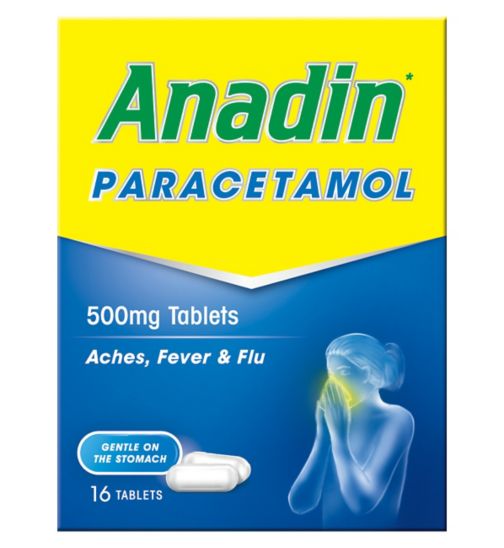 Anadin*
PARACETAMOL
500mg Tablets
Aches, Fever & Flu
GENTLE ON
THE STOMACH
16 TABLETS